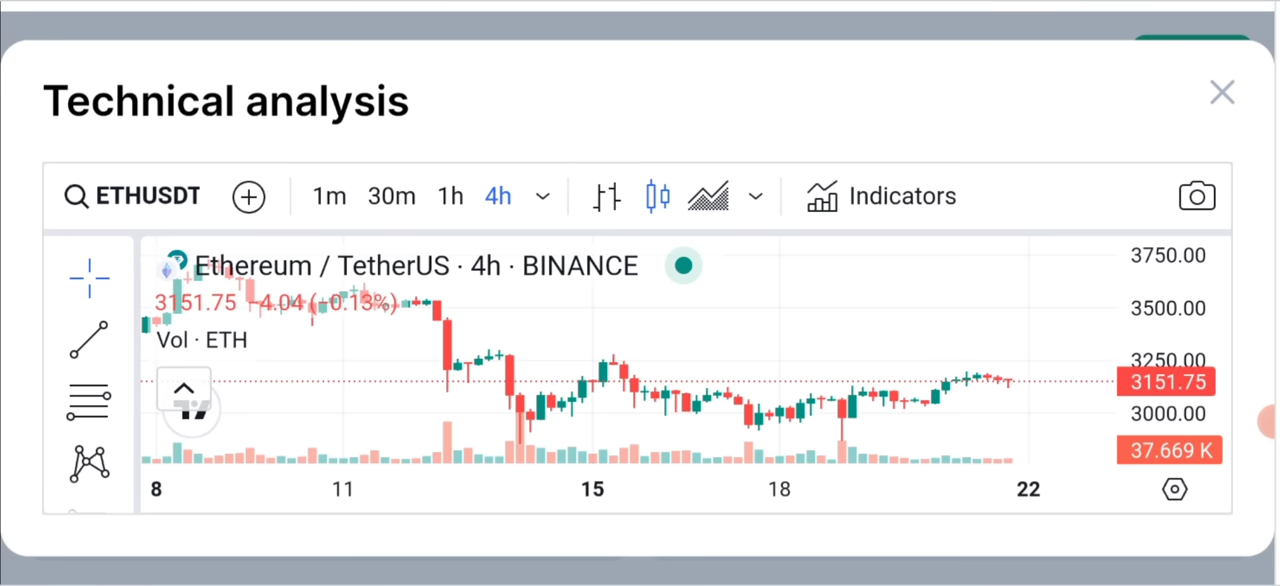 Technical analysis
ETHUSDT 1m 30m 1h 4h Indicators
Ethereum / TetherUS · 4h · BINANCE
3151.75 −4.04 (−0.13%)
Vol · ETH
3750.00
3500.00
3250.00
3151.75
3000.00
37.669 K
8 11 15 18 22